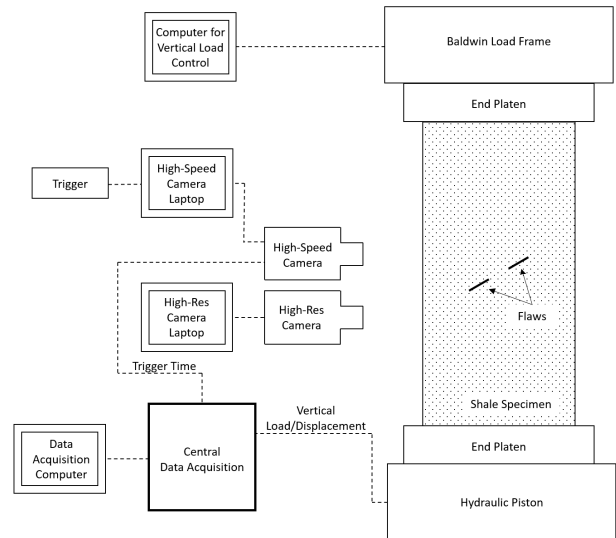 Computer for
Vertical Load
Control
Baldwin Load Frame
End Platen
High-Speed
Camera
Laptop
Trigger
High-Speed
Camera
High-Res
Camera
Laptop
High-Res
Camera
Flaws
Trigger Time
Shale Specimen
Vertical
Load/Displacement
Data
Acquisition
Computer
Central
Data Acquisition
End Platen
Hydraulic Piston